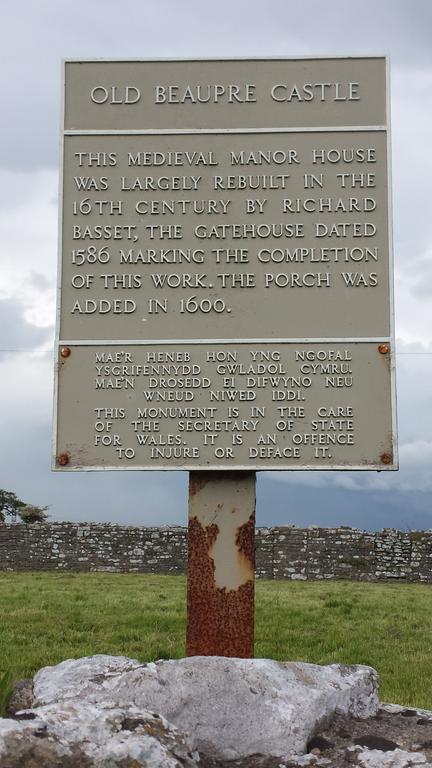 OLD BEAUPRE CASTLE
THIS MEDIEVAL MANOR HOUSE
WAS LARGELY REBUILT IN THE
16TH CENTURY BY RICHARD
BASSET, THE GATEHOUSE DATED
1586 MARKING THE COMPLETION
OF THIS WORK. THE PORCH WAS
ADDED IN 1600.
MAE'R HENEB HON YNG NGOFAL
YSGRIFENNYDD GWLADOL CYMRU.
MAE'N DROSEDD EI DIFWYNO NEU
WNEUD NIWED IDDI.
THIS MONUMENT IS IN THE CARE
OF THE SECRETARY OF STATE
FOR WALES. IT IS AN OFFENCE
TO INJURE OR DEFACE IT.